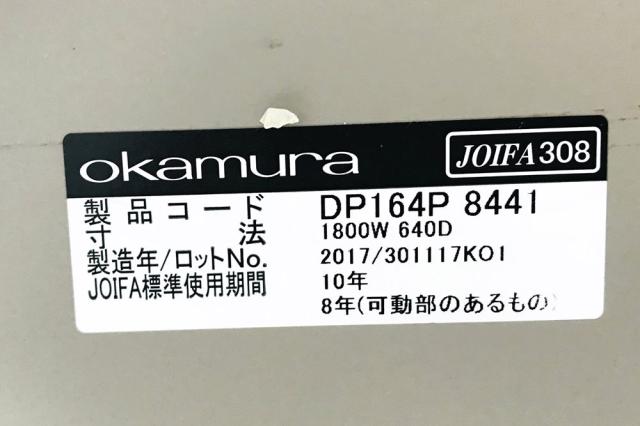 okamura JOIFA308
製品コード DP164P 8441
寸法 1800W 640D
製造年/ロットNo. 2017/301117KO1
JOIFA標準使用期間 10年
8年(可動部のあるもの)